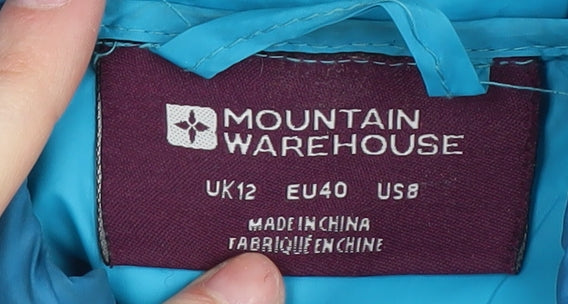 MOUNTAIN
WAREHOUSE
UK12 EU40 US8
MADE IN CHINA
FABRIQUÉ EN CHINE